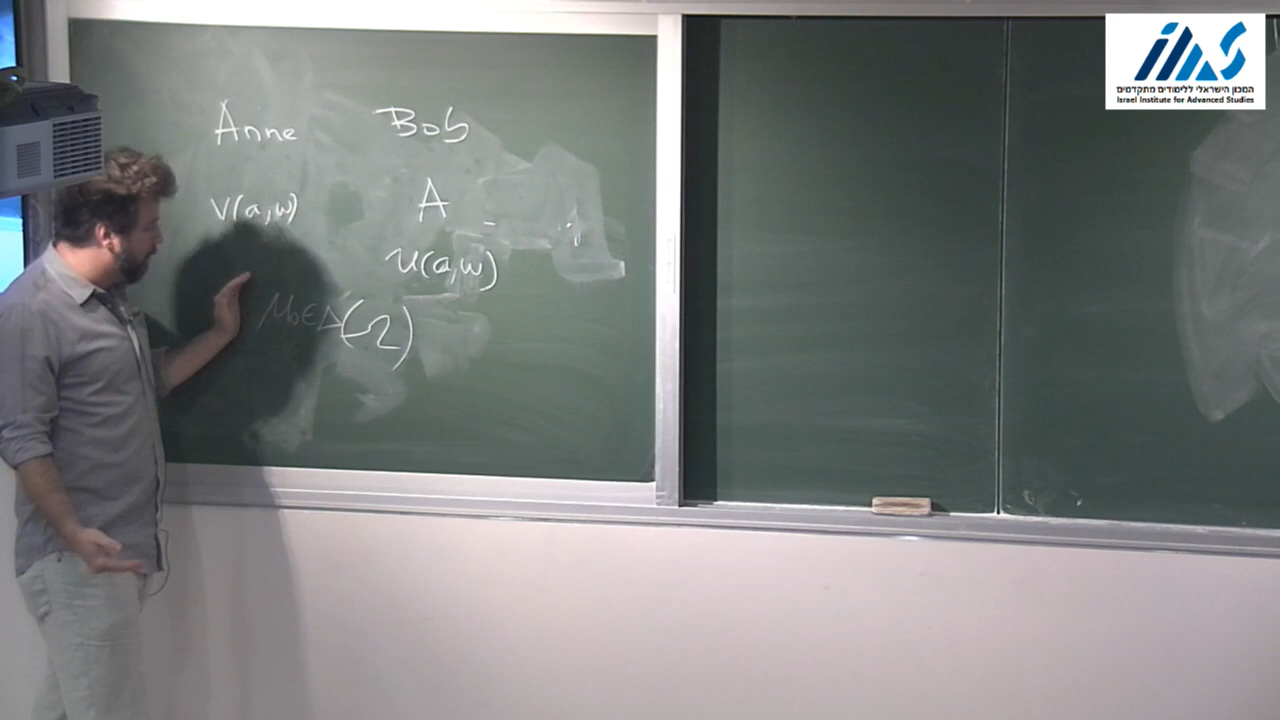 Anne Bob
V(a,w) A
u(a,w)
μ₀∈Δ(Ω)
המכון הישראלי ללימודים מתקדמים
Israel Institute for Advanced Studies